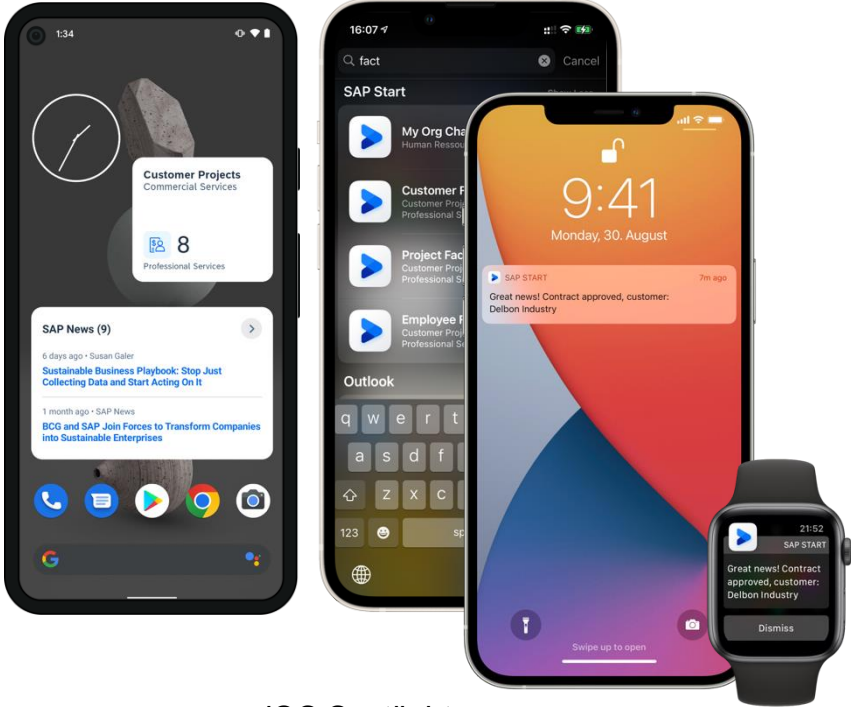 1:34
Customer Projects
Commercial Services
8
Professional Services
SAP News (9)
6 days ago • Susan Galer
Sustainable Business Playbook: Stop Just
Collecting Data and Start Acting On It
1 month ago • SAP News
BCG and SAP Join Forces to Transform Companies
into Sustainable Enterprises
16:07
fact
Cancel
SAP Start
My Org Cha
Human Ressou
Customer F
Customer Proj
Professional S
Project Fac
Customer Proj
Professional Se
Employee F
Customer Proj
Professional Se
Outlook
q w e r t
a s d f
z x c
123
sp
9:41
Monday, 30. August
SAP START
7m ago
Great news! Contract approved, customer:
Delbon Industry
Swipe up to open
21:52
SAP START
Great news! Contract
approved, customer:
Delbon Industry
Dismiss